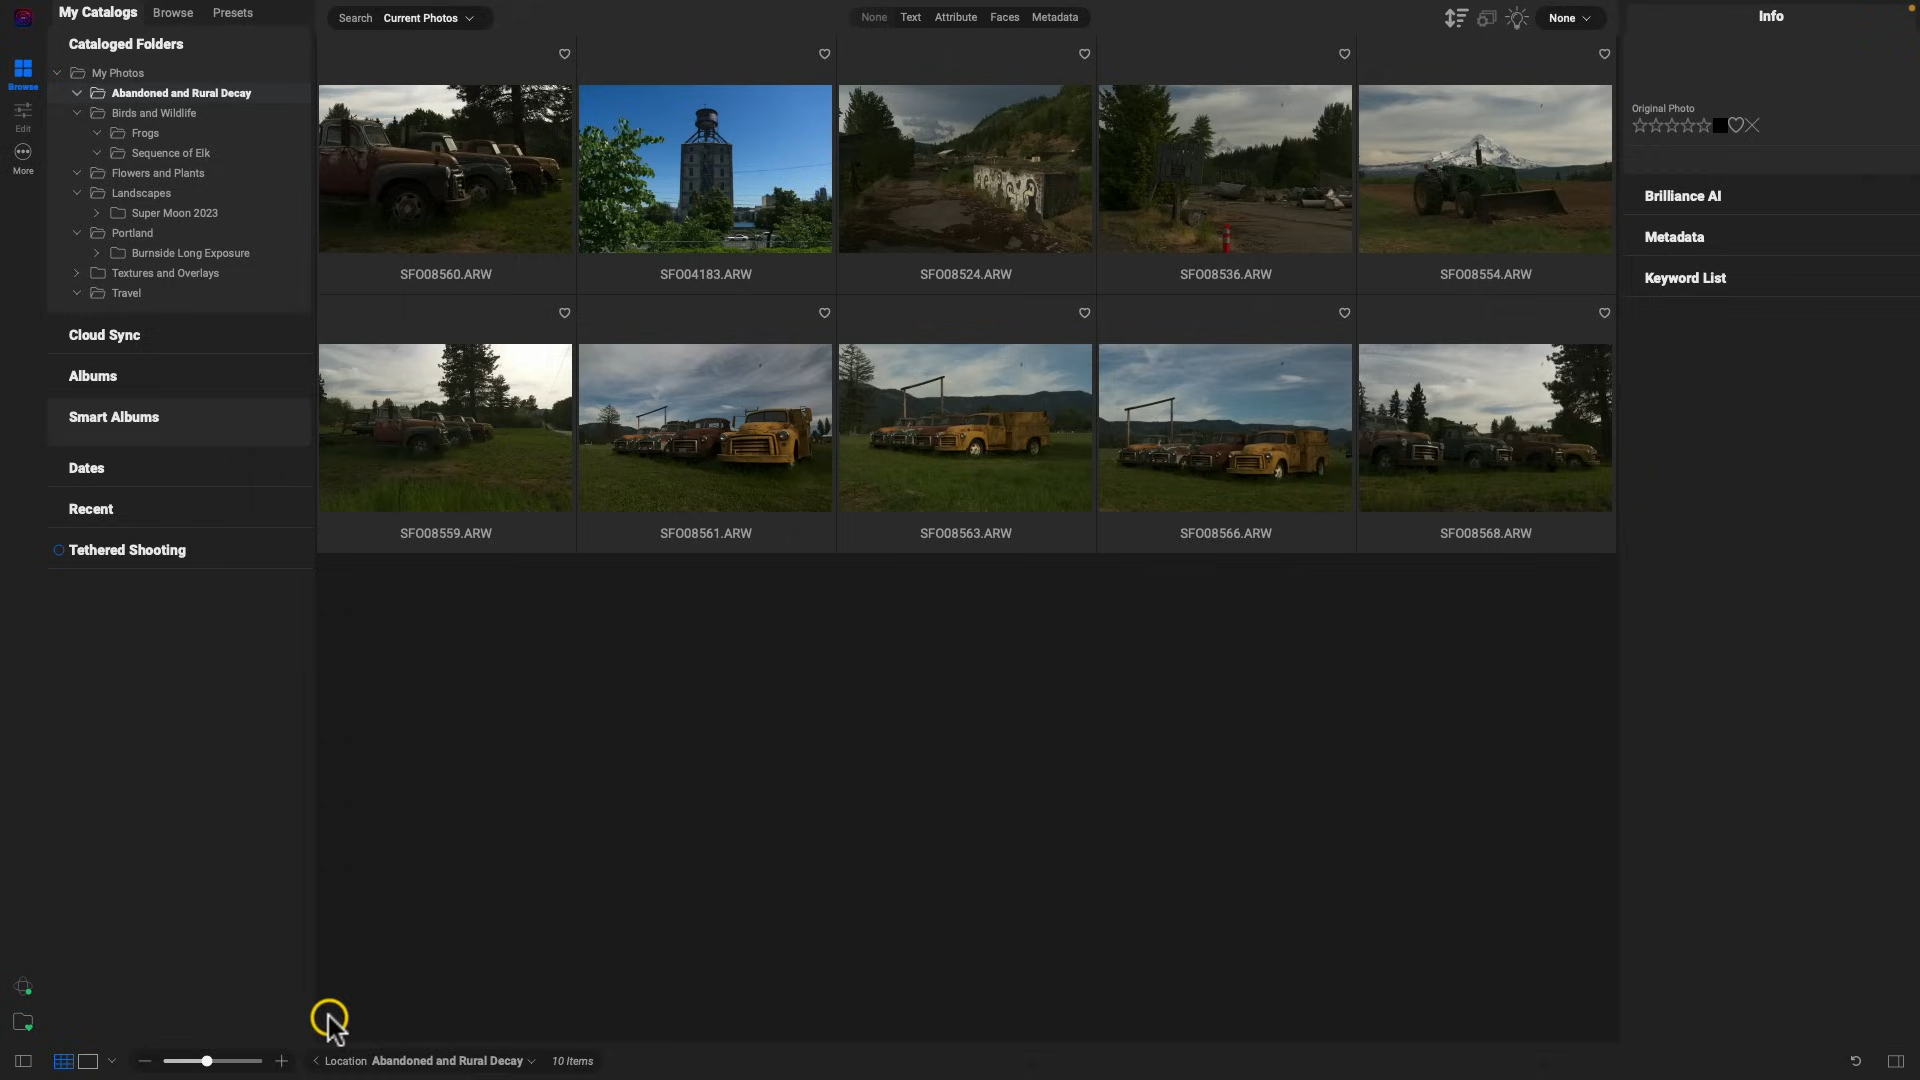 My Catalogs Browse Presets
Search Current Photos
None Text Attribute Faces Metadata
None
Info
Cataloged Folders
My Photos
Abandoned and Rural Decay
Birds and Wildlife
Frogs
Sequence of Elk
Flowers and Plants
Landscapes
Super Moon 2023
Portland
Burnside Long Exposure
Textures and Overlays
Travel
Cloud Sync
Albums
Smart Albums
Dates
Recent
Tethered Shooting
Browse
Edit
More
SFO08560.ARW
SFO04183.ARW
SFO08524.ARW
SFO08536.ARW
SFO08554.ARW
SFO08559.ARW
SFO08561.ARW
SFO08563.ARW
SFO08566.ARW
SFO08568.ARW
Original Photo
Brilliance AI
Metadata
Keyword List
Location Abandoned and Rural Decay 10 Items